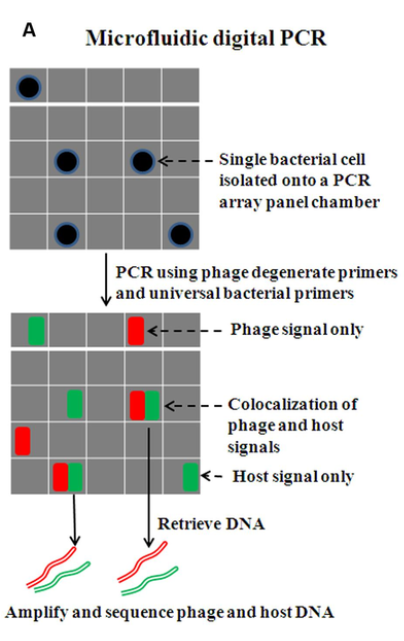 A
Microfluidic digital PCR
Single bacterial cell
isolated onto a PCR
array panel chamber
PCR using phage degenerate primers
and universal bacterial primers
Phage signal only
Colocalization of
phage and host
signals
Host signal only
Retrieve DNA
Amplify and sequence phage and host DNA